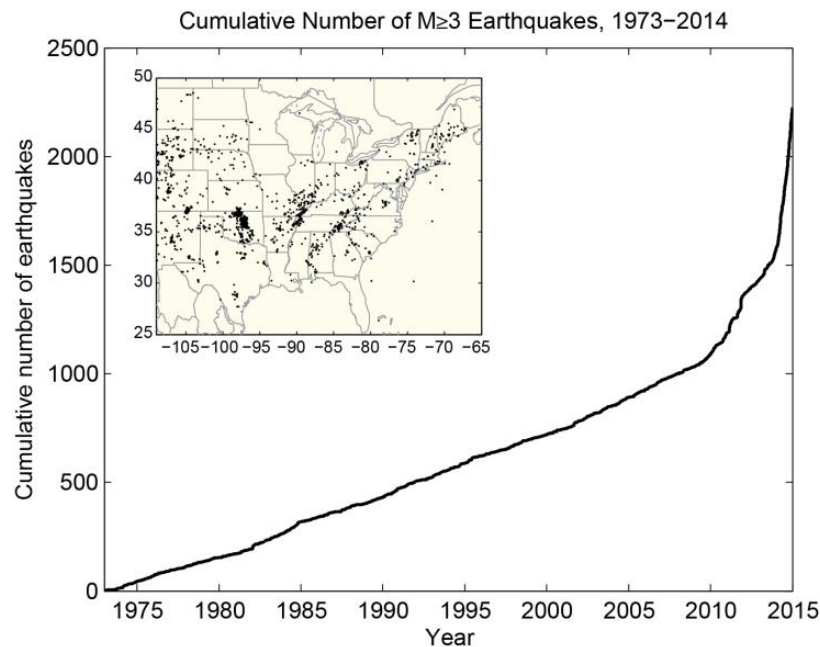 Cumulative Number of M≥3 Earthquakes, 1973−2014
2500
2000
1500
1000
500
0
Cumulative number of earthquakes
50
45
40
35
30
25
−105 −100 −95 −90 −85 −80 −75 −70 −65
1975 1980 1985 1990 1995 2000 2005 2010 2015
Year